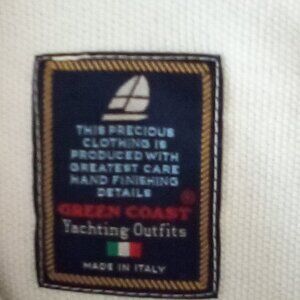 THIS PRECIOUS
CLOTHING IS
PRODUCED WITH
GREATEST CARE
HAND FINISHING
DETAILS
GREEN COAST ®
Yachting Outfits
MADE IN ITALY